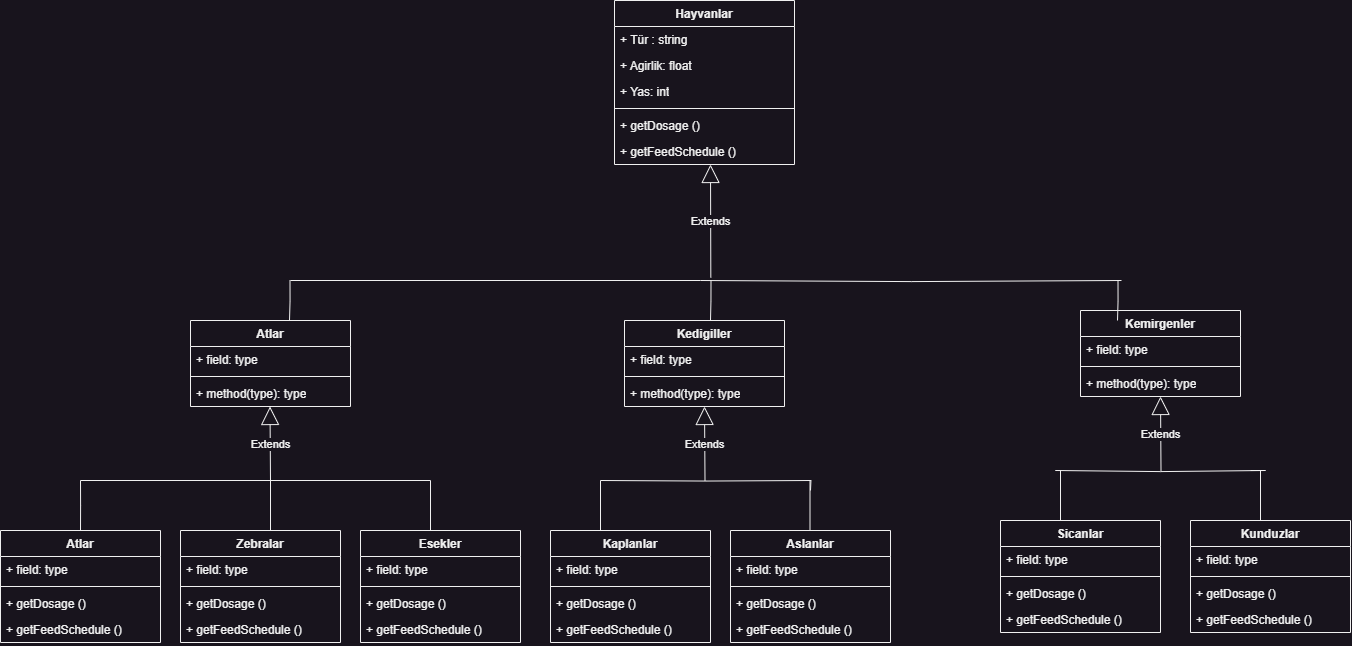 Hayvanlar
+ Tür : string
+ Agirlik: float
+ Yas: int
+ getDosage ()
+ getFeedSchedule ()
Extends
Atlar
+ field: type
+ method(type): type
Extends
Kedigiller
+ field: type
+ method(type): type
Extends
Kemirgenler
+ field: type
+ method(type): type
Extends
Atlar
+ field: type
+ getDosage ()
+ getFeedSchedule ()
Zebralar
+ field: type
+ getDosage ()
+ getFeedSchedule ()
Esekler
+ field: type
+ getDosage ()
+ getFeedSchedule ()
Kaplanlar
+ field: type
+ getDosage ()
+ getFeedSchedule ()
Aslanlar
+ field: type
+ getDosage ()
+ getFeedSchedule ()
Sicanlar
+ field: type
+ getDosage ()
+ getFeedSchedule ()
Kunduzlar
+ field: type
+ getDosage ()
+ getFeedSchedule ()